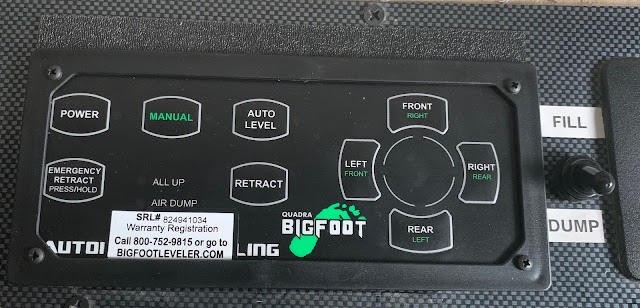 POWER
MANUAL
AUTO
LEVEL
FRONT
RIGHT
FILL
LEFT
FRONT
RIGHT
REAR
EMERGENCY
RETRACT
PRESS/HOLD
ALL UP
RETRACT
AIR DUMP
QUADRA
BIGFOOT
REAR
LEFT
DUMP
SRL# 824941034
Warranty Registration
Call 800-752-9815 or go to
BIGFOOTLEVELER.COM